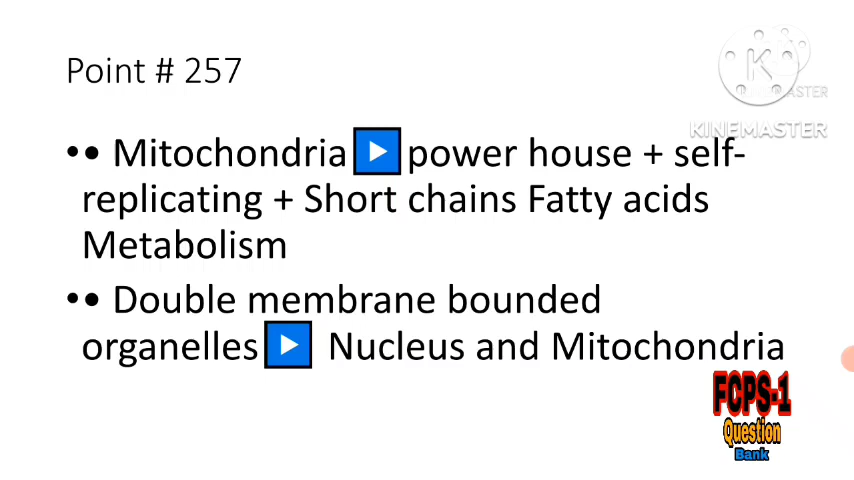 Point # 257
KINEMASTER
KINEMASTER
•• Mitochondria ▶ power house + self-
replicating + Short chains Fatty acids
Metabolism
•• Double membrane bounded
organelles ▶ Nucleus and Mitochondria
FCPS-1
Question
Bank